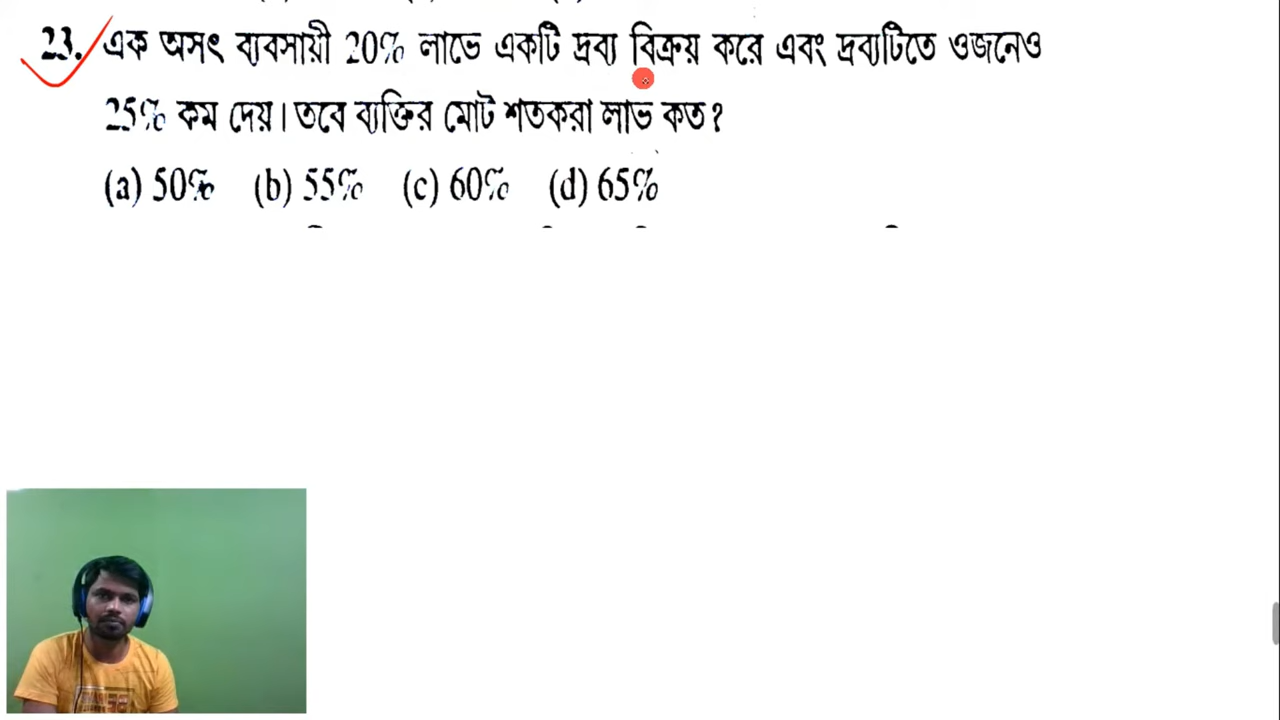 23. এক অসৎ ব্যবসায়ী 20% লাভে একটি দ্রব্য বিক্রয় করে এবং দ্রব্যটিতে ওজনেও
25% কম দেয়। তবে ব্যক্তির মোট শতকরা লাভ কত?
(a) 50% (b) 55% (c) 60% (d) 65%